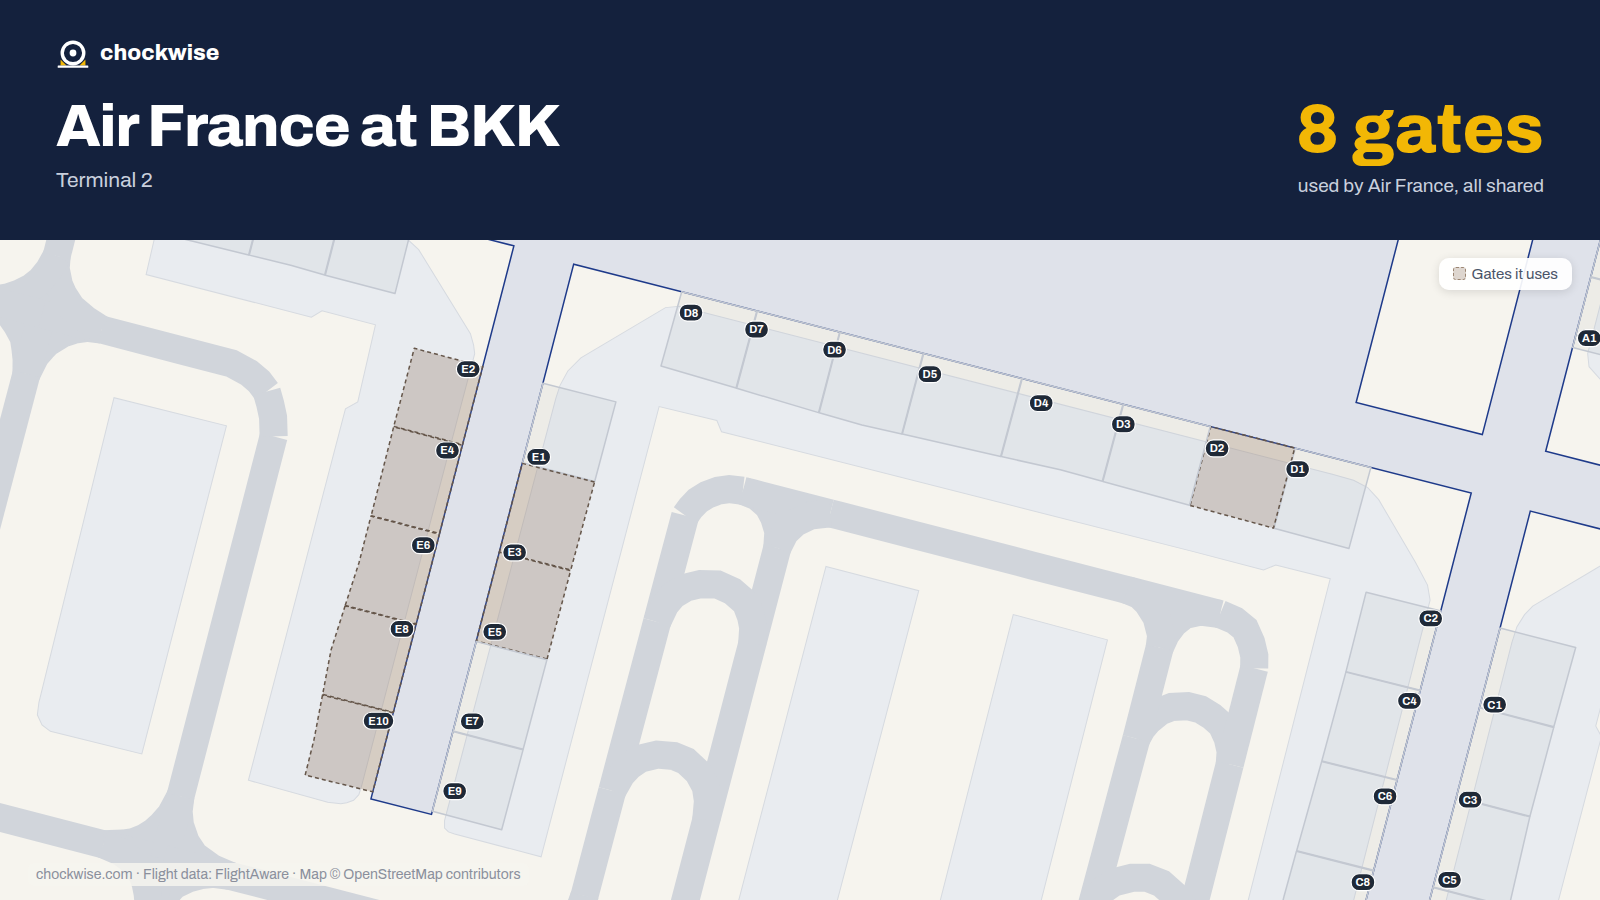 chockwise
Air France at BKK
Terminal 2
8 gates
used by Air France, all shared
Gates it uses
D8
D7
D6
D5
D4
D3
D2
D1
A1
E2
E4
E1
E6
E3
E8
E5
E10
E7
E9
C2
C4
C1
C6
C3
C8
C5
chockwise.com · Flight data: FlightAware · Map © OpenStreetMap contributors